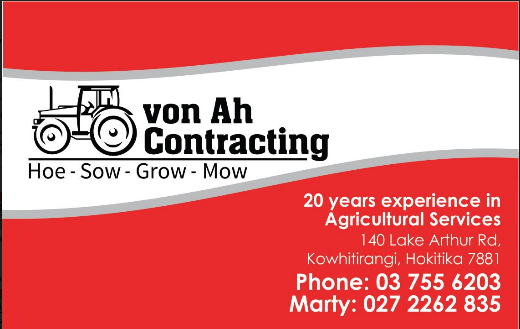 von Ah
Contracting
Hoe - Sow - Grow - Mow
20 years experience in
Agricultural Services
140 Lake Arthur Rd,
Kowhitirangi, Hokitika 7881
Phone: 03 755 6203
Marty: 027 2262 835